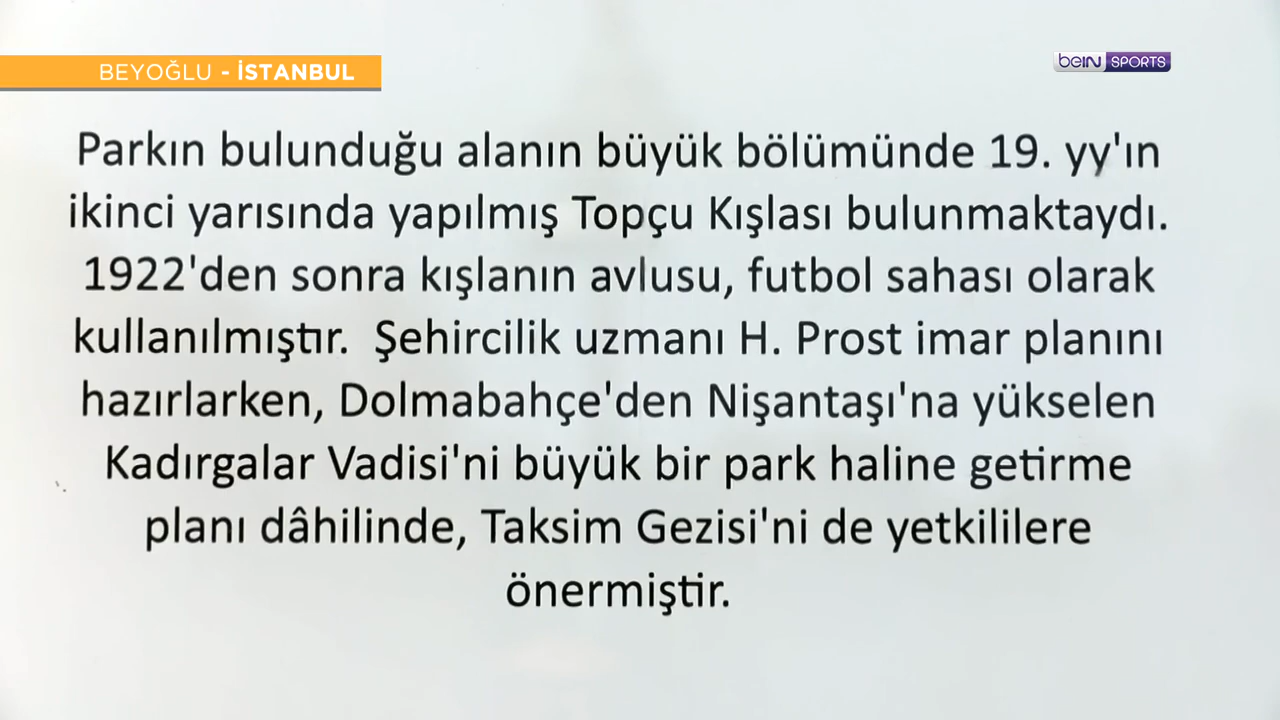 BEYOĞLU - İSTANBUL
beIN SPORTS
Parkın bulunduğu alanın büyük bölümünde 19. yy'ın
ikinci yarısında yapılmış Topçu Kışlası bulunmaktaydı.
1922'den sonra kışlanın avlusu, futbol sahası olarak
kullanılmıştır. Şehircilik uzmanı H. Prost imar planını
hazırlarken, Dolmabahçe'den Nişantaşı'na yükselen
Kadırgalar Vadisi'ni büyük bir park haline getirme
planı dâhilinde, Taksim Gezisi'ni de yetkililere
önermiştir.